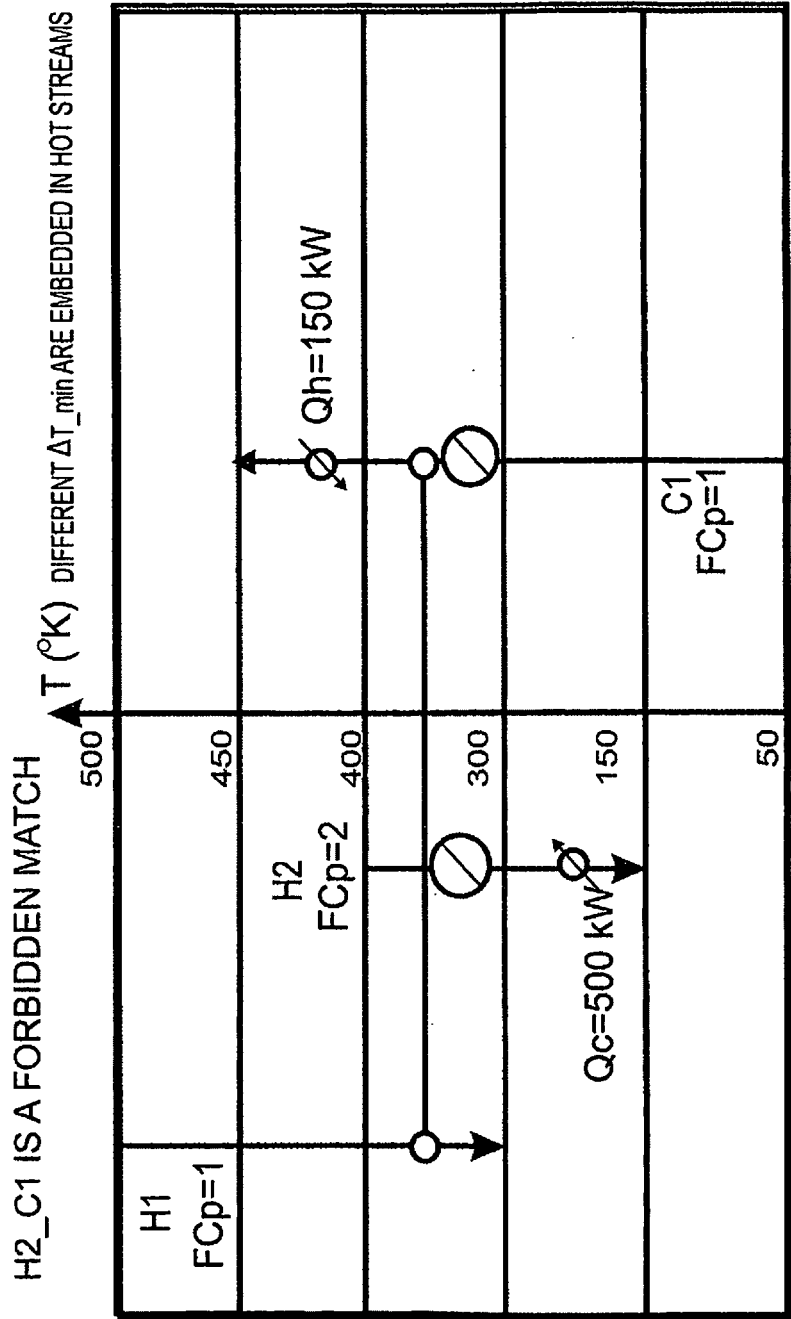 H2_C1 IS A FORBIDDEN MATCH
T (°K) DIFFERENT ΔT_min ARE EMBEDDED IN HOT STREAMS
500
450
400
300
150
50
H1
FCp=1
H2
FCp=2
Qc=500 kW
Qh=150 kW
C1
FCp=1